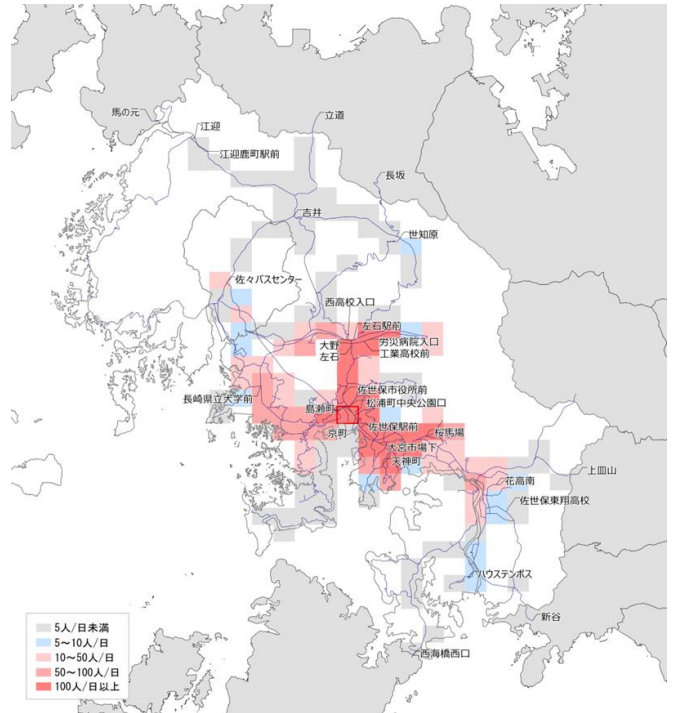 馬の元
立道
江迎
江迎鹿町駅前
長坂
吉井
世知原
佐々バスセンター
西高校入口
左石駅前
大野
労災病院入口
左石
工業高校前
佐世保市役所前
長崎県立大学前
松浦町中央公園口
島瀬町
佐世保駅前
京町
桜馬場
大宮市場下
天神町
上皿山
花高南
佐世保東翔高校
ハウステンボス
新谷
西海橋西口
5人/日未満
5～10人/日
10～50人/日
50～100人/日
100人/日以上